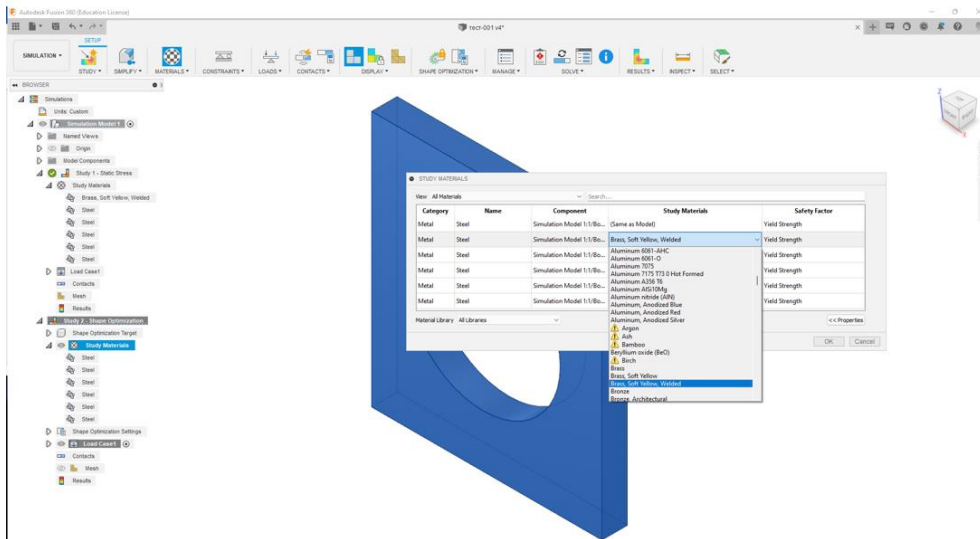 Autodesk Fusion 360 (Education License)
тест-001 v4*
SIMULATION
SETUP
STUDY
SIMPLIFY
MATERIALS
CONSTRAINTS
LOADS
CONTACTS
DISPLAY
SHAPE OPTIMIZATION
MANAGE
SOLVE
RESULTS
INSPECT
SELECT
BROWSER
Simulations
Units: Custom
Simulation Model 1
Named Views
Origin
Model Components
Study 1 - Static Stress
Study Materials
Brass, Soft Yellow, Welded
Steel
Steel
Steel
Steel
Steel
Load Case1
Contacts
Mesh
Results
Study 2 - Shape Optimization
Shape Optimization Target
Study Materials
Steel
Steel
Steel
Steel
Steel
Steel
Shape Optimization Settings
Load Case1
Contacts
Mesh
Results
STUDY MATERIALS
View All Materials Search...
Category Name Component Study Materials Safety Factor
Metal Steel Simulation Model 1:1/Bo... (Same as Model) Yield Strength
Metal Steel Simulation Model 1:1/Bo... Brass, Soft Yellow, Welded Yield Strength
Metal Steel Simulation Model 1:1/Bo... Yield Strength
Metal Steel Simulation Model 1:1/Bo... Yield Strength
Metal Steel Simulation Model 1:1/Bo... Yield Strength
Metal Steel Simulation Model 1:1/Bo... Yield Strength
Aluminum 6061-AHC
Aluminum 6061-O
Aluminum 7075
Aluminum 7175 T73 0 Hot Formed
Aluminum A356 T6
Aluminum AlSi10Mg
Aluminum nitride (AlN)
Aluminum, Anodized Blue
Aluminum, Anodized Red
Aluminum, Anodized Silver
Argon
Ash
Bamboo
Beryllium oxide (BeO)
Birch
Brass
Brass, Soft Yellow
Brass, Soft Yellow, Welded
Bronze
Bronze, Architectural
Material Library All Libraries
<< Properties
OK Cancel
Z
X